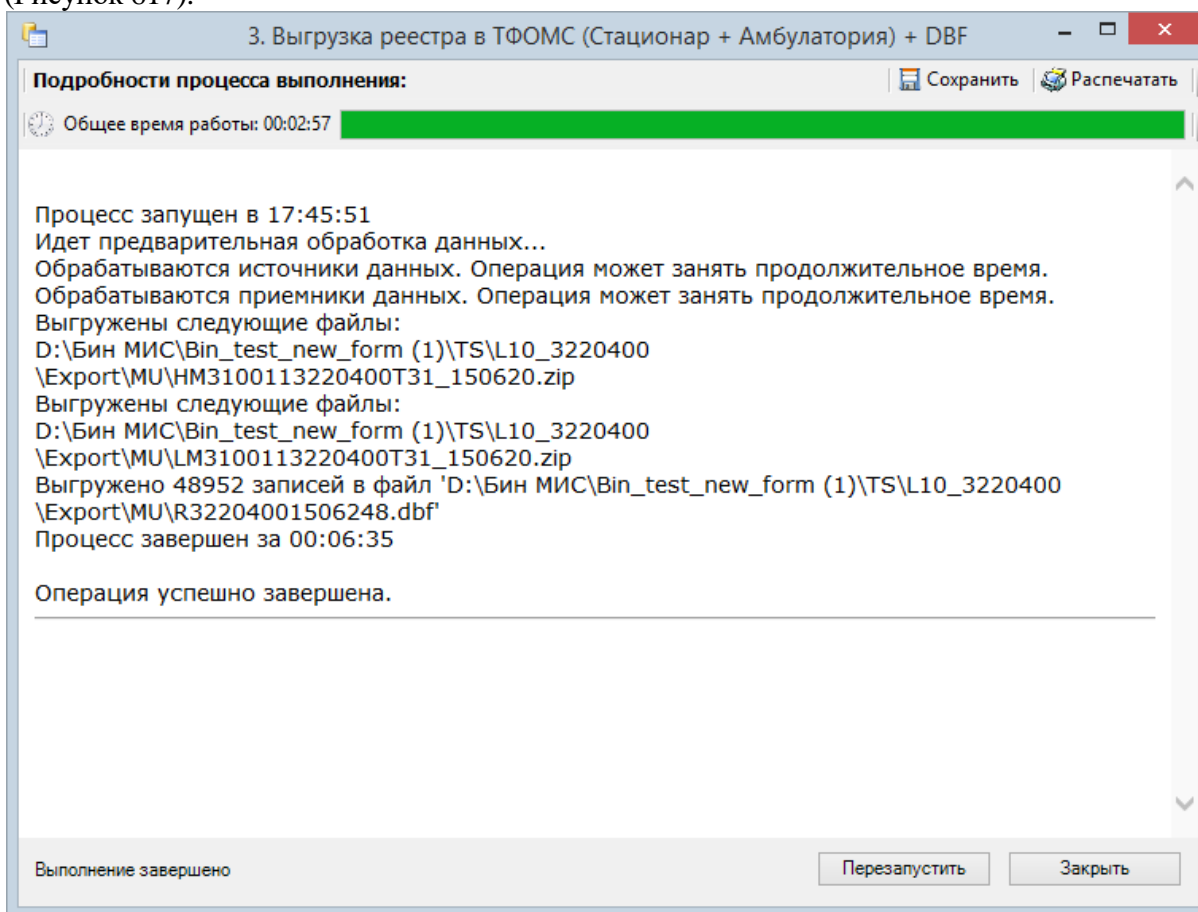 (Рисунок 617).
3. Выгрузка реестра в ТФОМС (Стационар + Амбулатория) + DBF
Подробности процесса выполнения:
Сохранить
Распечатать
Общее время работы: 00:02:57
Процесс запущен в 17:45:51
Идет предварительная обработка данных...
Обрабатываются источники данных. Операция может занять продолжительное время.
Обрабатываются приемники данных. Операция может занять продолжительное время.
Выгружены следующие файлы:
D:\Бин МИС\Bin_test_new_form (1)\TS\L10_3220400
\Export\MU\HM3100113220400T31_150620.zip
Выгружены следующие файлы:
D:\Бин МИС\Bin_test_new_form (1)\TS\L10_3220400
\Export\MU\LM3100113220400T31_150620.zip
Выгружено 48952 записей в файл 'D:\Бин МИС\Bin_test_new_form (1)\TS\L10_3220400
\Export\MU\R32204001506248.dbf'
Процесс завершен за 00:06:35
Операция успешно завершена.
Выполнение завершено
Перезапустить
Закрыть